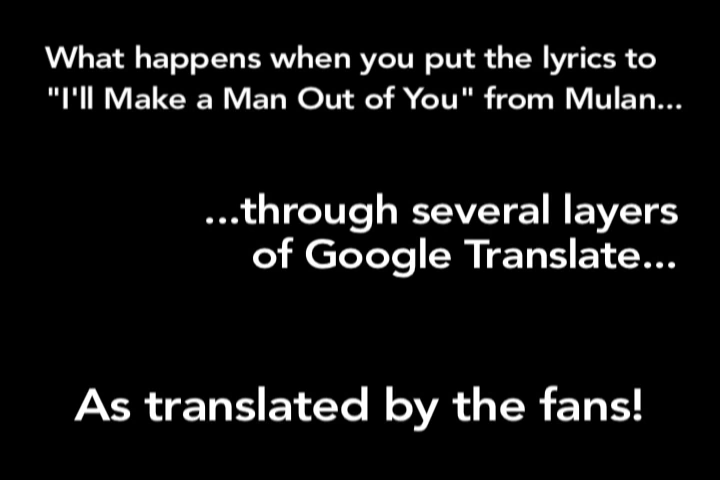 What happens when you put the lyrics to
"I'll Make a Man Out of You" from Mulan...
...through several layers
of Google Translate...
As translated by the fans!